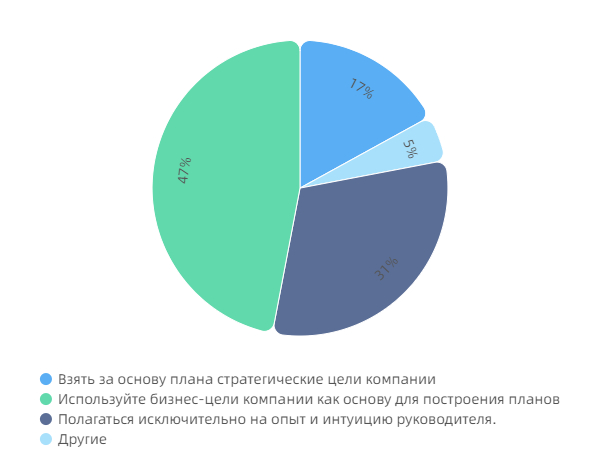 17%
5%
47%
31%
Взять за основу плана стратегические цели компании
Используйте бизнес-цели компании как основу для построения планов
Полагаться исключительно на опыт и интуицию руководителя.
Другие